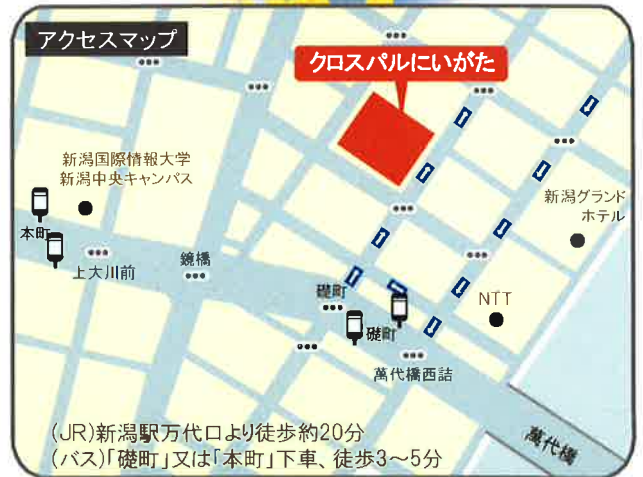 アクセスマップ
クロスパルにいがた
新潟国際情報大学
新潟中央キャンパス
新潟グランド
ホテル
本町
上大川前
鏡橋
礎町
礎町
NTT
萬代橋西詰
萬代橋
(JR)新潟駅万代口より徒歩約20分
(バス)「礎町」又は「本町」下車、徒歩3～5分